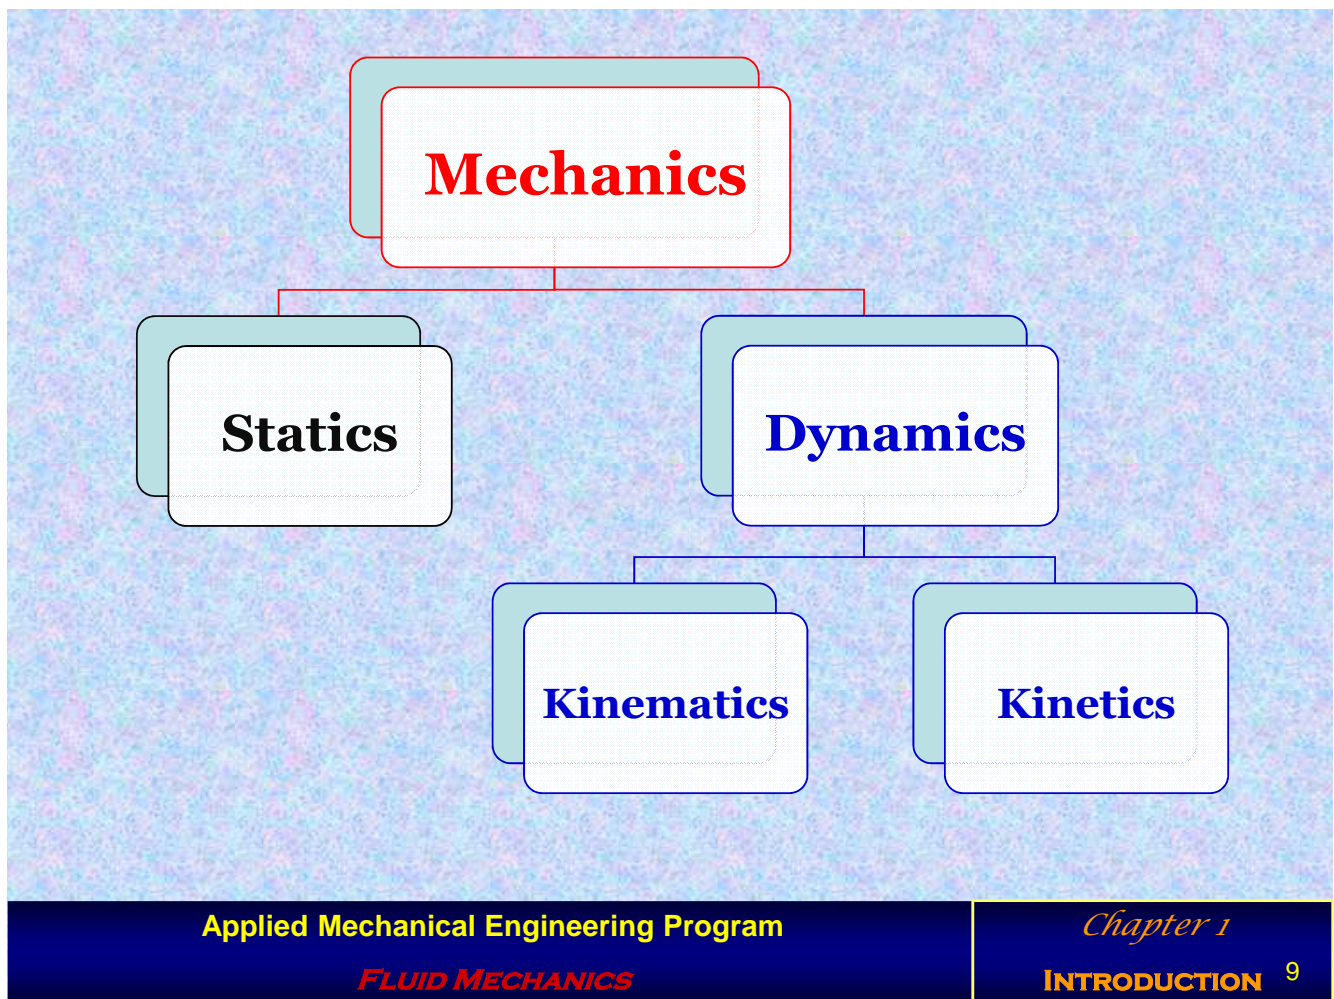 Mechanics
Statics
Dynamics
Kinematics
Kinetics
Applied Mechanical Engineering Program
Fluid Mechanics
Chapter 1
Introduction
9